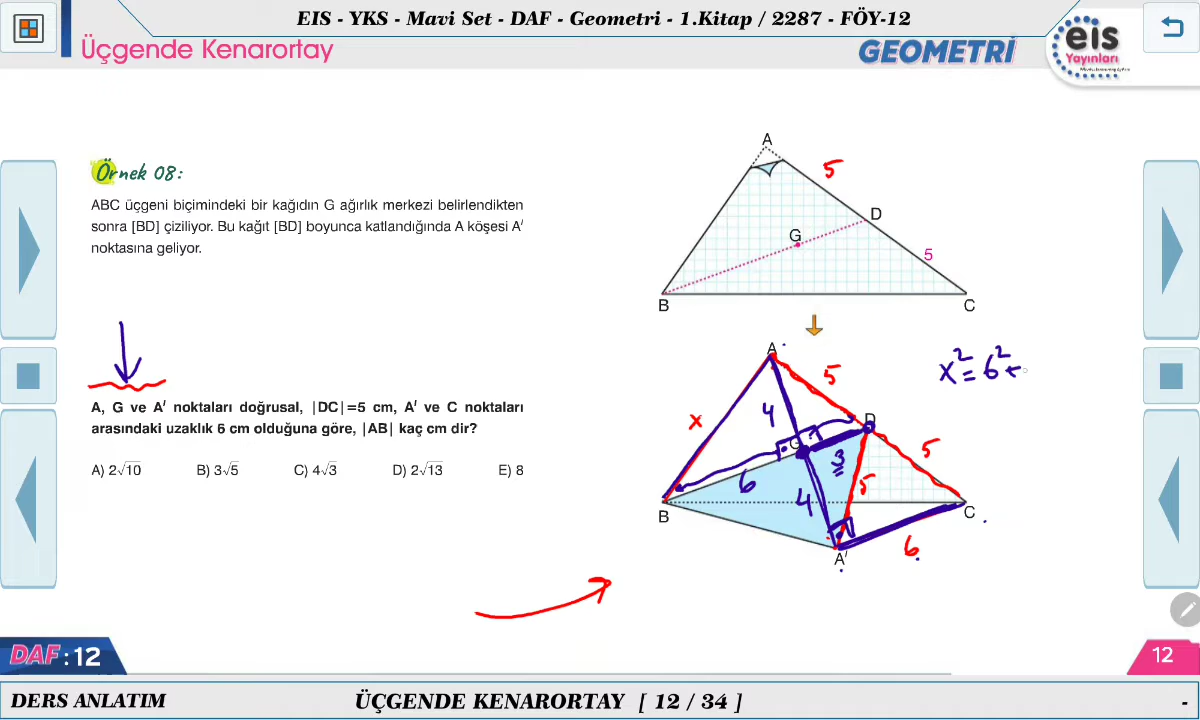 EIS - YKS - Mavi Set - DAF - Geometri - 1.Kitap / 2287 - FÖY-12
Üçgende Kenarortay
GEOMETRİ
eis
Yayınları
Örnek 08:
ABC üçgeni biçimindeki bir kağıdın G ağırlık merkezi belirlendikten
sonra [BD] çiziliyor. Bu kağıt [BD] boyunca katlandığında A köşesi A'
noktasına geliyor.
A, G ve A' noktaları doğrusal, |DC|=5 cm, A' ve C noktaları
arasındaki uzaklık 6 cm olduğuna göre, |AB| kaç cm dir?
A) 2√10 B) 3√5 C) 4√3 D) 2√13 E) 8
A
5
D
G
5
B
C
A
x² = 6² +
5
x
4
D
G
3
5
6
4
5
B
C
A'
6
DAF : 12
12
DERS ANLATIM
ÜÇGENDE KENARORTAY [ 12 / 34 ]
-